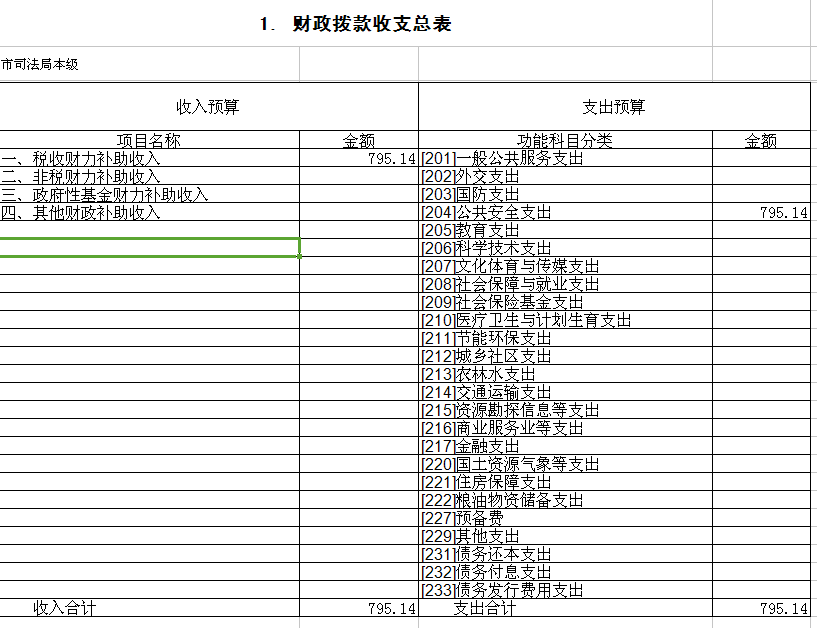 1. 财政拨款收支总表
市司法局本级
收入预算 支出预算
项目名称 金额 功能科目分类 金额
一、税收财力补助收入 795.14 [201]一般公共服务支出
二、非税财力补助收入 [202]外交支出
三、政府性基金财力补助收入 [203]国防支出
四、其他财政补助收入 [204]公共安全支出 795.14
[205]教育支出
[206]科学技术支出
[207]文化体育与传媒支出
[208]社会保障与就业支出
[209]社会保险基金支出
[210]医疗卫生与计划生育支出
[211]节能环保支出
[212]城乡社区支出
[213]农林水支出
[214]交通运输支出
[215]资源勘探信息等支出
[216]商业服务业等支出
[217]金融支出
[220]国土资源气象等支出
[221]住房保障支出
[222]粮油物资储备支出
[227]预备费
[229]其他支出
[231]债务还本支出
[232]债务付息支出
[233]债务发行费用支出
收入合计 795.14 支出合计 795.14